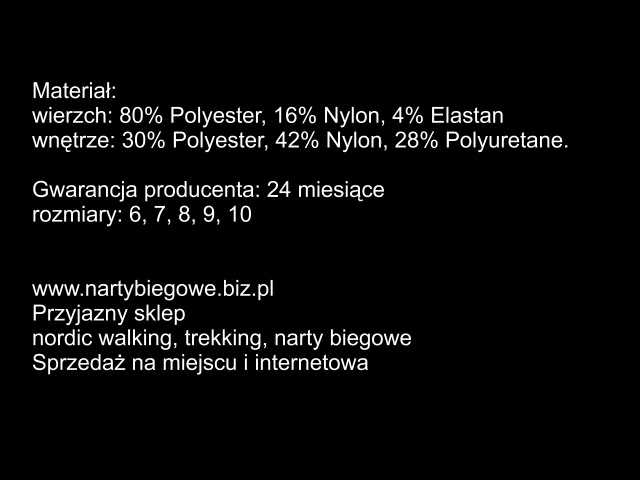 Materiał:
wierzch: 80% Polyester, 16% Nylon, 4% Elastan
wnętrze: 30% Polyester, 42% Nylon, 28% Polyuretane.
Gwarancja producenta: 24 miesiące
rozmiary: 6, 7, 8, 9, 10
www.nartybiegowe.biz.pl
Przyjazny sklep
nordic walking, trekking, narty biegowe
Sprzedaż na miejscu i internetowa